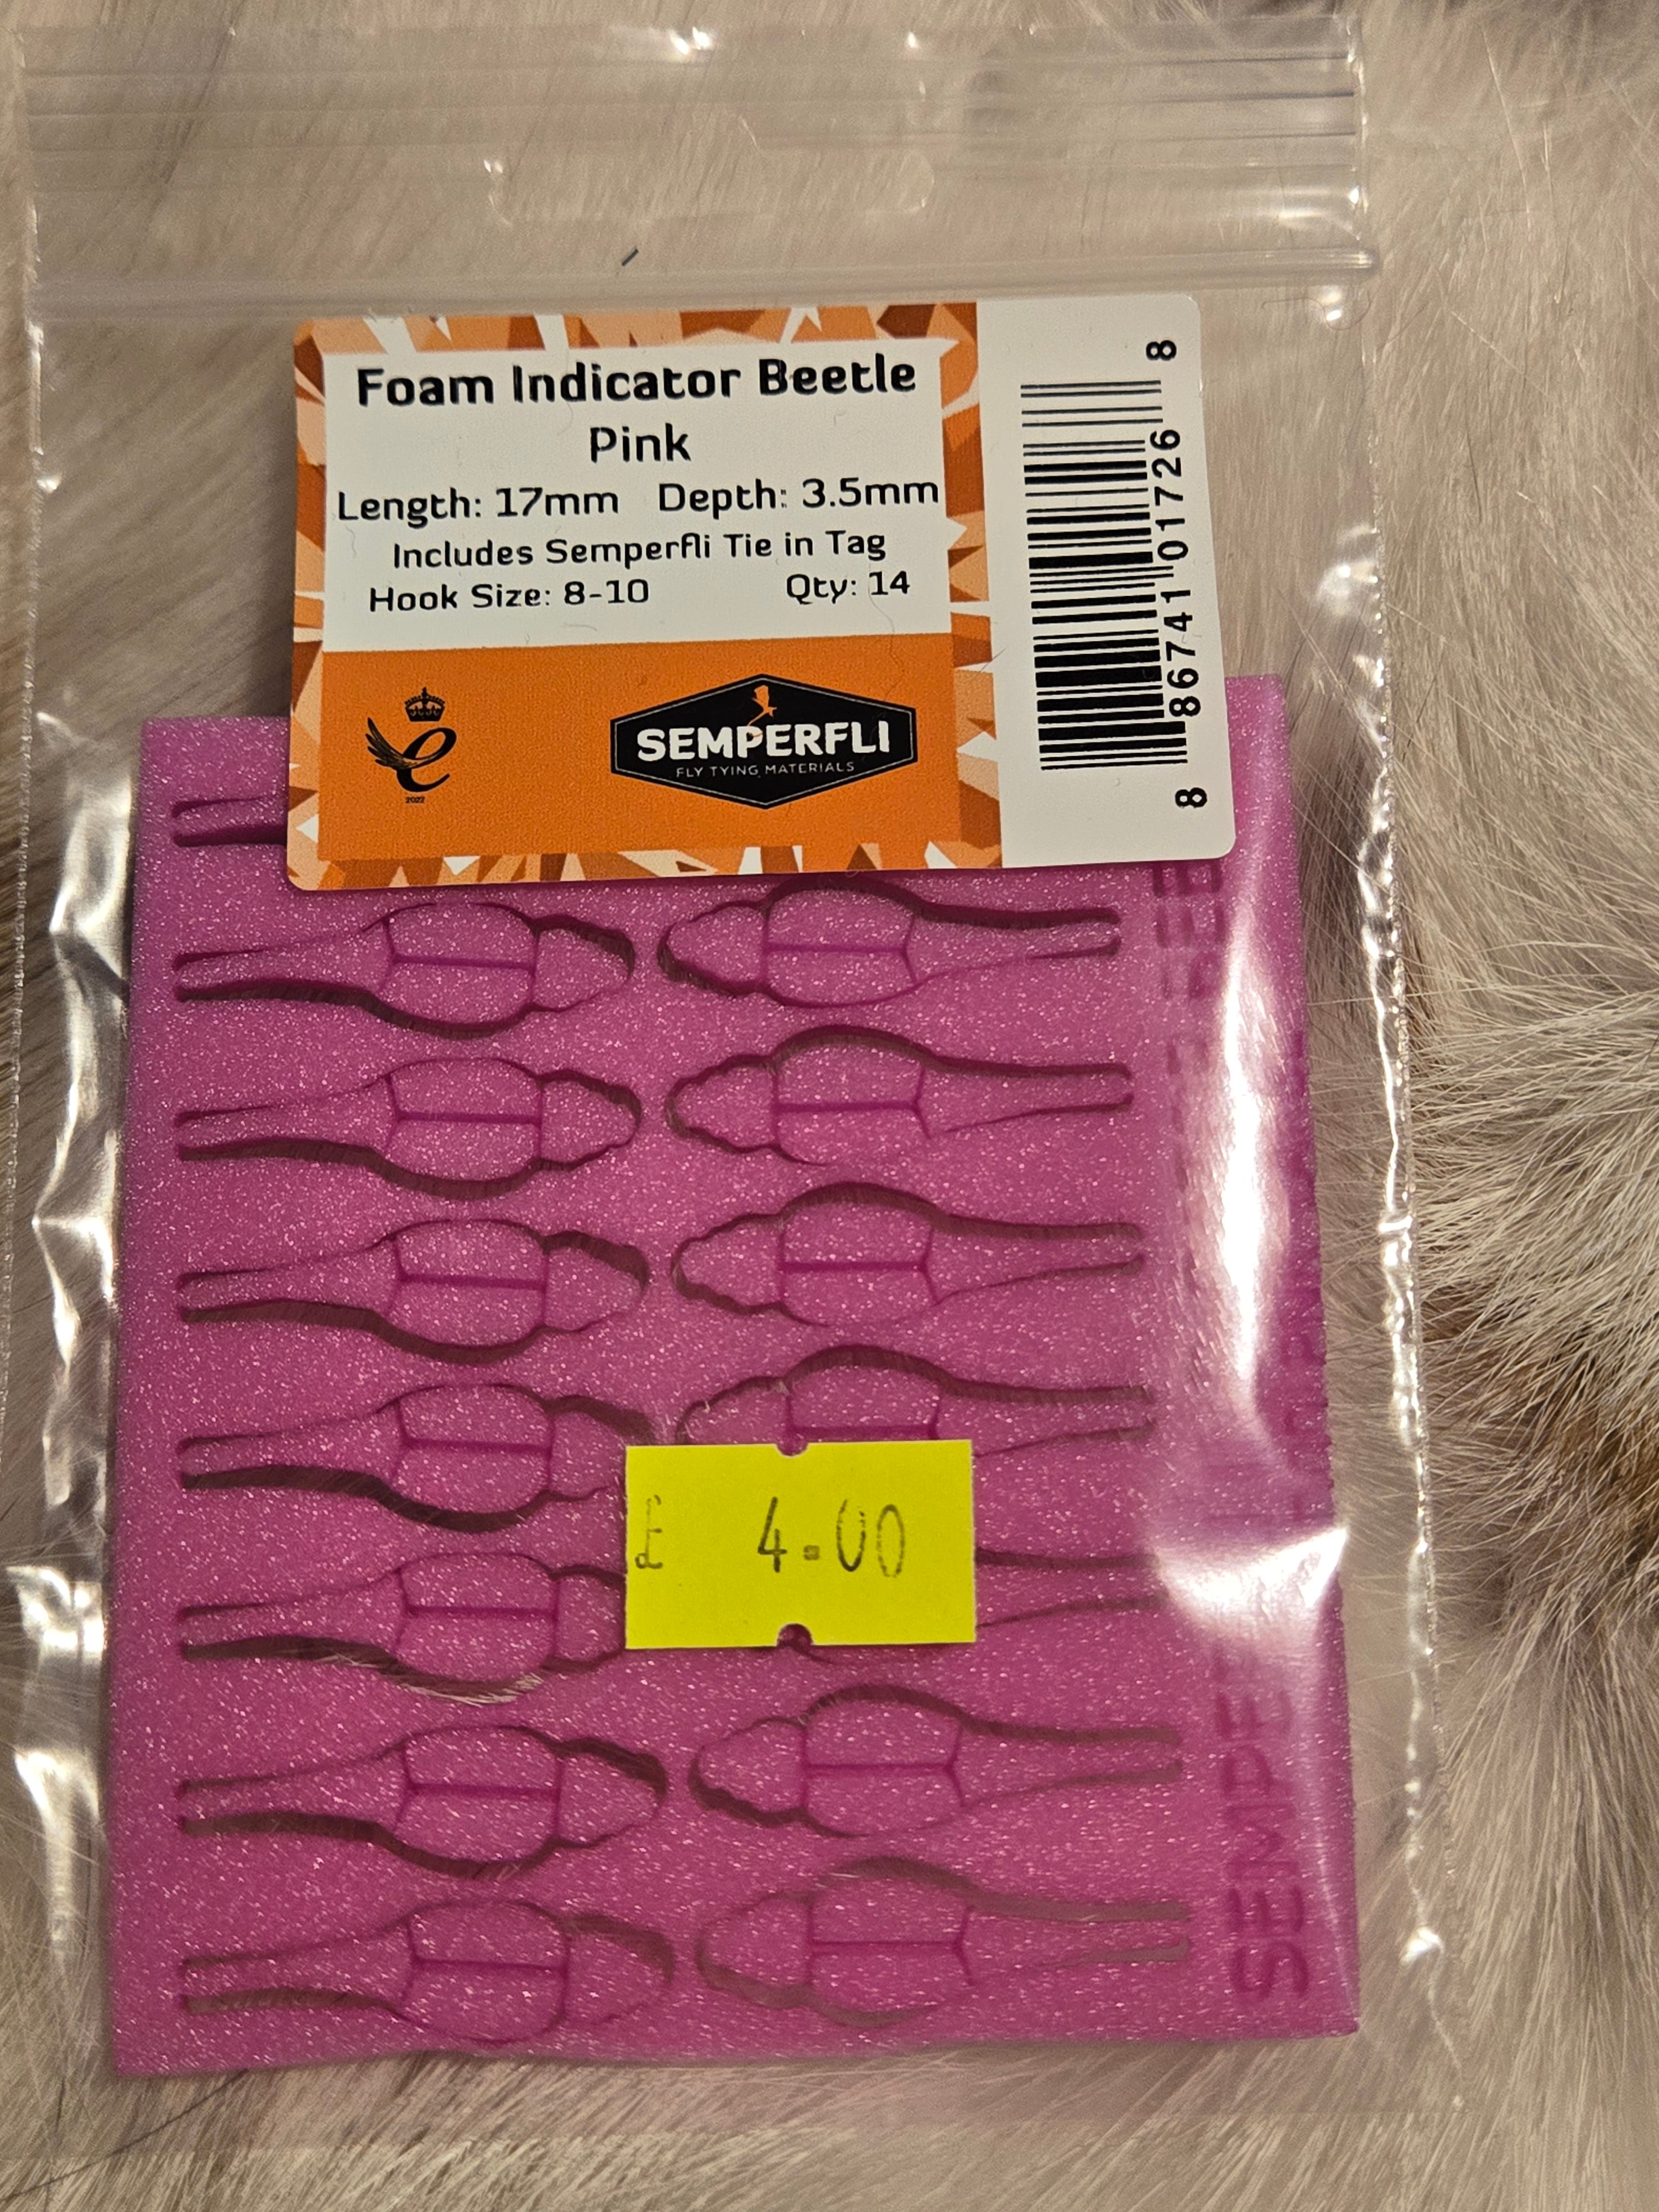 Foam Indicator Beetle
Pink
Length: 17mm Depth: 3.5mm
Includes Semperfli Tie in Tag
Hook Size: 8-10 Qty: 14
2022
SEMPERFLI
FLY TYING MATERIALS
8 86741 01726 8
£ 4.00